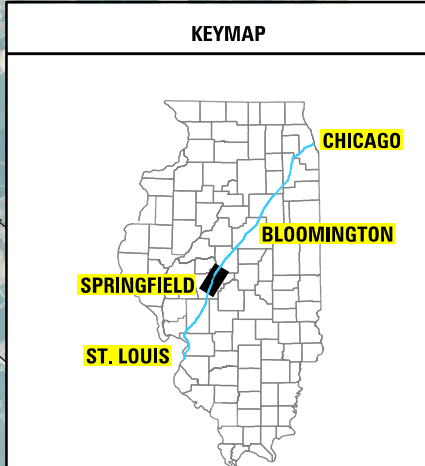 KEYMAP
CHICAGO
BLOOMINGTON
SPRINGFIELD
ST. LOUIS